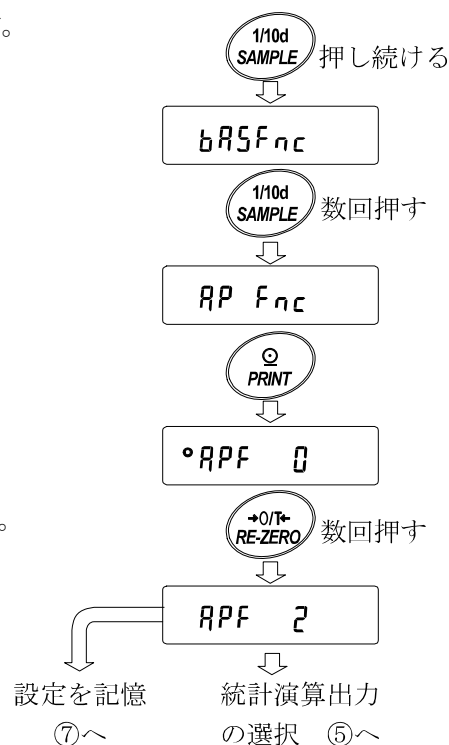 。
1/10d
SAMPLE 押し続ける
bASFnc
1/10d
SAMPLE 数回押す
AP Fnc
PRINT
APF 0
。
→0/T←
RE-ZERO 数回押す
APF 2
設定を記憶 統計演算出力
⑦へ の選択 ⑤へ